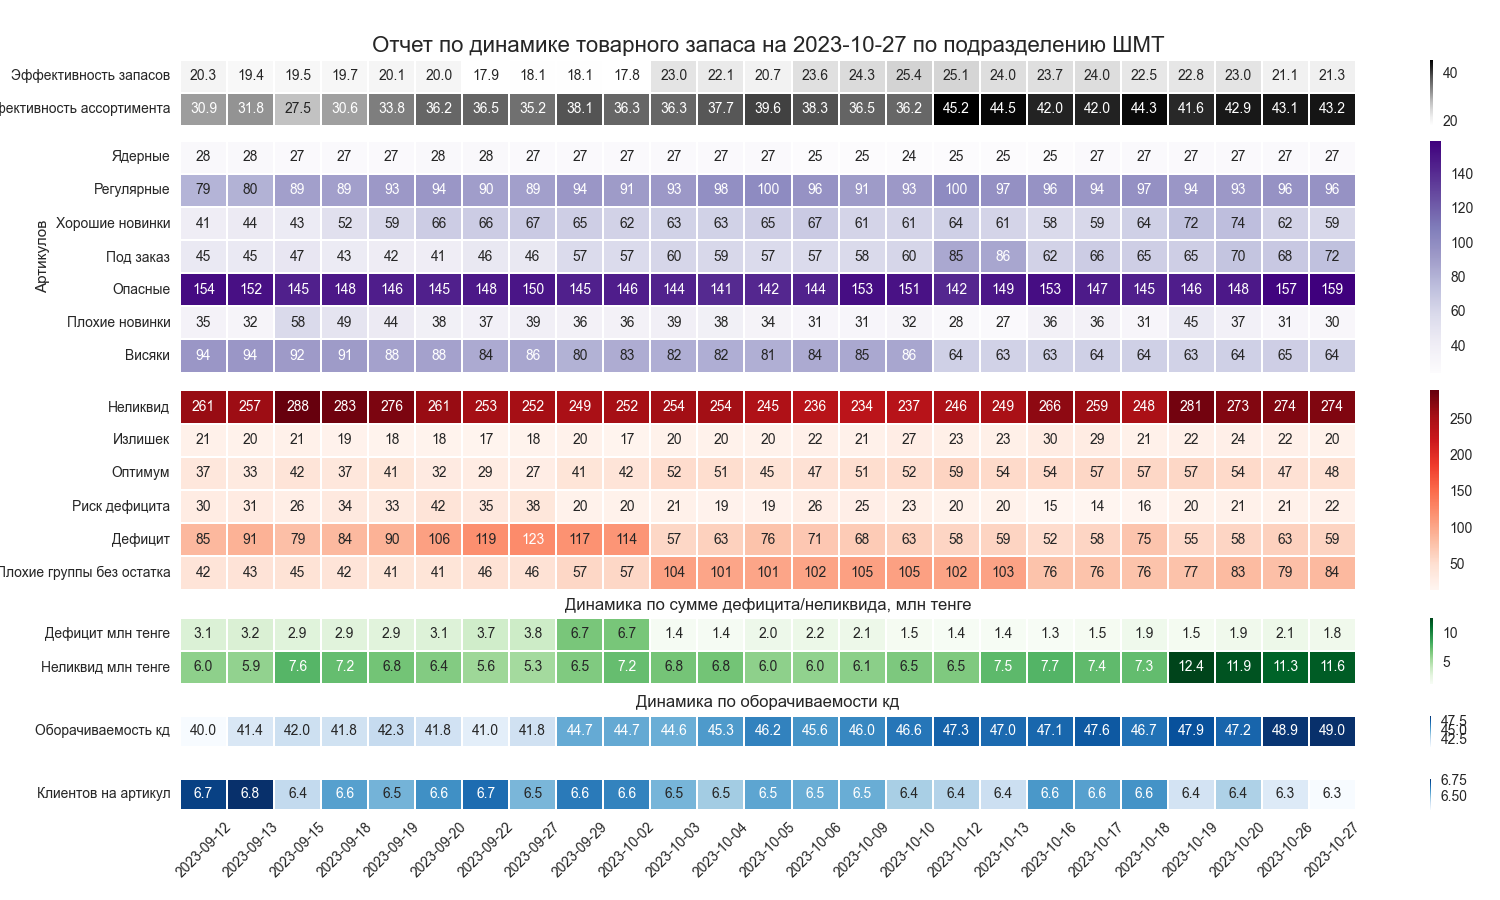 Отчет по динамике товарного запаса на 2023-10-27 по подразделению ШМТ
Эффективность запасов 20.3 19.4 19.5 19.7 20.1 20.0 17.9 18.1 18.1 17.8 23.0 22.1 20.7 23.6 24.3 25.4 25.1 24.0 23.7 24.0 22.5 22.8 23.0 21.1 21.3 40
фективность ассортимента 30.9 31.8 27.5 30.6 33.8 36.2 36.5 35.2 38.1 36.3 36.3 37.7 39.6 38.3 36.5 36.2 45.2 44.5 42.0 42.0 44.3 41.6 42.9 43.1 43.2 20
Артикулов
Ядерные 28 28 27 27 27 28 28 27 27 27 27 27 27 25 25 24 25 25 25 27 27 27 27 27 27
Регулярные 79 80 89 89 93 94 90 89 94 91 93 98 100 96 91 93 100 97 96 94 97 94 93 96 96 140
Хорошие новинки 41 44 43 52 59 66 66 67 65 62 63 63 65 67 61 61 64 61 58 59 64 72 74 62 59 120
Под заказ 45 45 47 43 42 41 46 46 57 57 60 59 57 57 58 60 85 86 62 66 65 65 70 68 72 100
Опасные 154 152 145 148 146 145 148 150 145 146 144 141 142 144 153 151 142 149 153 147 145 146 148 157 159 80
Плохие новинки 35 32 58 49 44 38 37 39 36 36 39 38 34 31 31 32 28 27 36 36 31 45 37 31 30 60
Висяки 94 94 92 91 88 88 84 86 80 83 82 82 81 84 85 86 64 63 63 64 64 63 64 65 64 40
Неликвид 261 257 288 283 276 261 253 252 249 252 254 254 245 236 234 237 246 249 266 259 248 281 273 274 274 250
Излишек 21 20 21 19 18 18 17 18 20 17 20 20 20 22 21 27 23 23 30 29 21 22 24 22 20 200
Оптимум 37 33 42 37 41 32 29 27 41 42 52 51 45 47 51 52 59 54 54 57 57 57 54 47 48 150
Риск дефицита 30 31 26 34 33 42 35 38 20 20 21 19 19 26 25 23 20 20 15 14 16 20 21 21 22
Дефицит 85 91 79 84 90 106 119 123 117 114 57 63 76 71 68 63 58 59 52 58 75 55 58 63 59 100
Плохие группы без остатка 42 43 45 42 41 41 46 46 57 57 104 101 101 102 105 105 102 103 76 76 76 77 83 79 84 50
Динамика по сумме дефицита/неликвида, млн тенге
Дефицит млн тенге 3.1 3.2 2.9 2.9 2.9 3.1 3.7 3.8 6.7 6.7 1.4 1.4 2.0 2.2 2.1 1.5 1.4 1.4 1.3 1.5 1.9 1.5 1.9 2.1 1.8 10
Неликвид млн тенге 6.0 5.9 7.6 7.2 6.8 6.4 5.6 5.3 6.5 7.2 6.8 6.8 6.0 6.0 6.1 6.5 6.5 7.5 7.7 7.4 7.3 12.4 11.9 11.3 11.6 5
Динамика по оборачиваемости кд
Оборачиваемость кд 40.0 41.4 42.0 41.8 42.3 41.8 41.0 41.8 44.7 44.7 44.6 45.3 46.2 45.6 46.0 46.6 47.3 47.0 47.1 47.6 46.7 47.9 47.2 48.9 49.0 47.5
45.0
42.5
Клиентов на артикул 6.7 6.8 6.4 6.6 6.5 6.6 6.7 6.5 6.6 6.6 6.5 6.5 6.5 6.5 6.5 6.4 6.4 6.4 6.6 6.6 6.6 6.4 6.4 6.3 6.3 6.75
6.50
2023-09-12 2023-09-13 2023-09-15 2023-09-18 2023-09-19 2023-09-20 2023-09-22 2023-09-27 2023-09-29 2023-10-02 2023-10-03 2023-10-04 2023-10-05 2023-10-06 2023-10-09 2023-10-10 2023-10-12 2023-10-13 2023-10-16 2023-10-17 2023-10-18 2023-10-19 2023-10-20 2023-10-26 2023-10-27